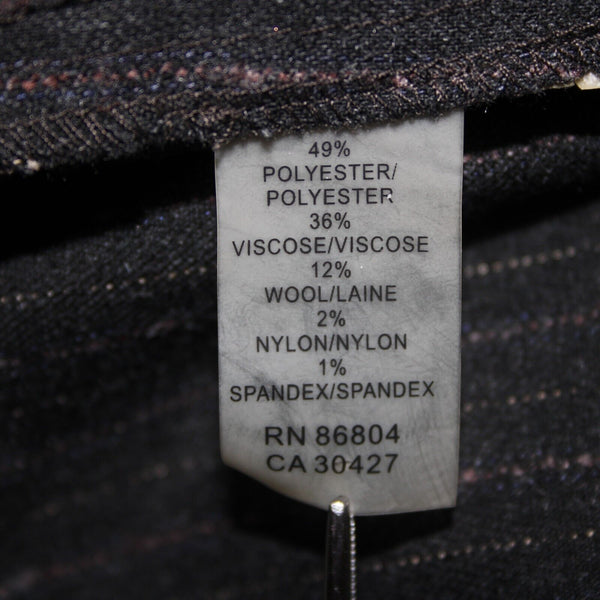 49%
POLYESTER/
POLYESTER
36%
VISCOSE/VISCOSE
12%
WOOL/LAINE
2%
NYLON/NYLON
1%
SPANDEX/SPANDEX
RN 86804
CA 30427